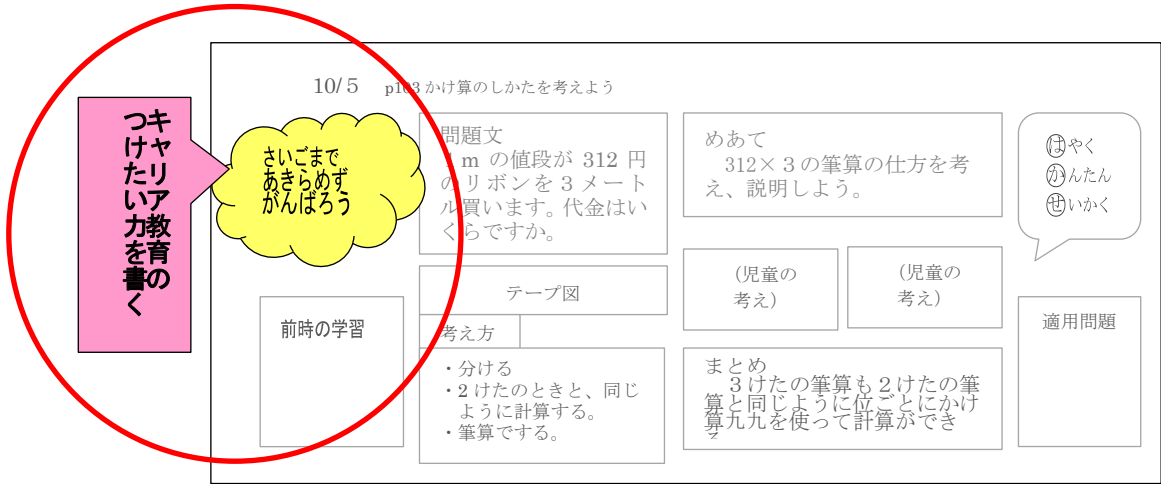 キャリア教育の
つけたい力を書く
10/5 p103 かけ算のしかたを考えよう
さいごまで
あきらめず
がんばろう
前時の学習
問題文
1m の値段が 312 円
のリボンを3メート
ル買います。代金はい
くらですか。
テープ図
考え方
・分ける
・2けたのときと、同じ
ように計算する。
・筆算でする。
めあて
312×3の筆算の仕方を考
え、説明しよう。
(児童の
考え)
(児童の
考え)
まとめ
3けたの筆算も2けたの筆
算と同じように位ごとにかけ
算九九を使って計算ができ
る。
はやく
かんたん
せいかく
適用問題